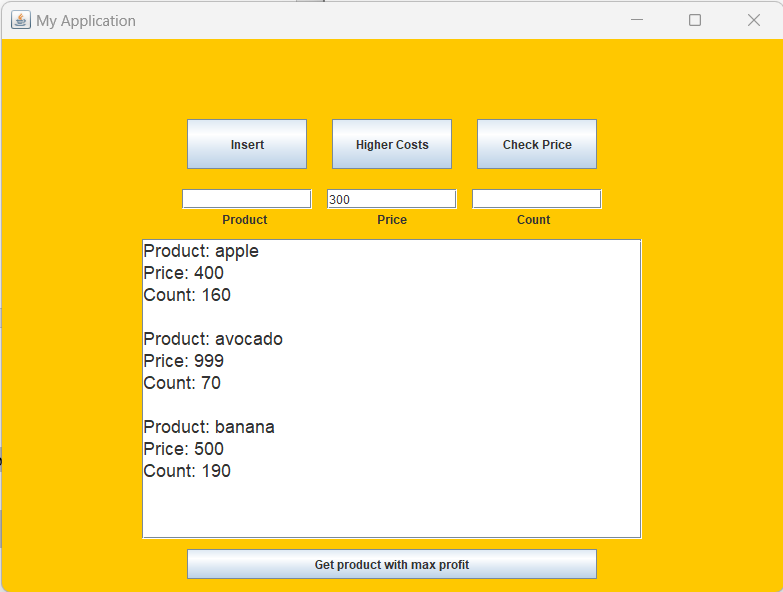 My Application
Insert Higher Costs Check Price
300
Product Price Count
Product: apple
Price: 400
Count: 160
Product: avocado
Price: 999
Count: 70
Product: banana
Price: 500
Count: 190
Get product with max profit